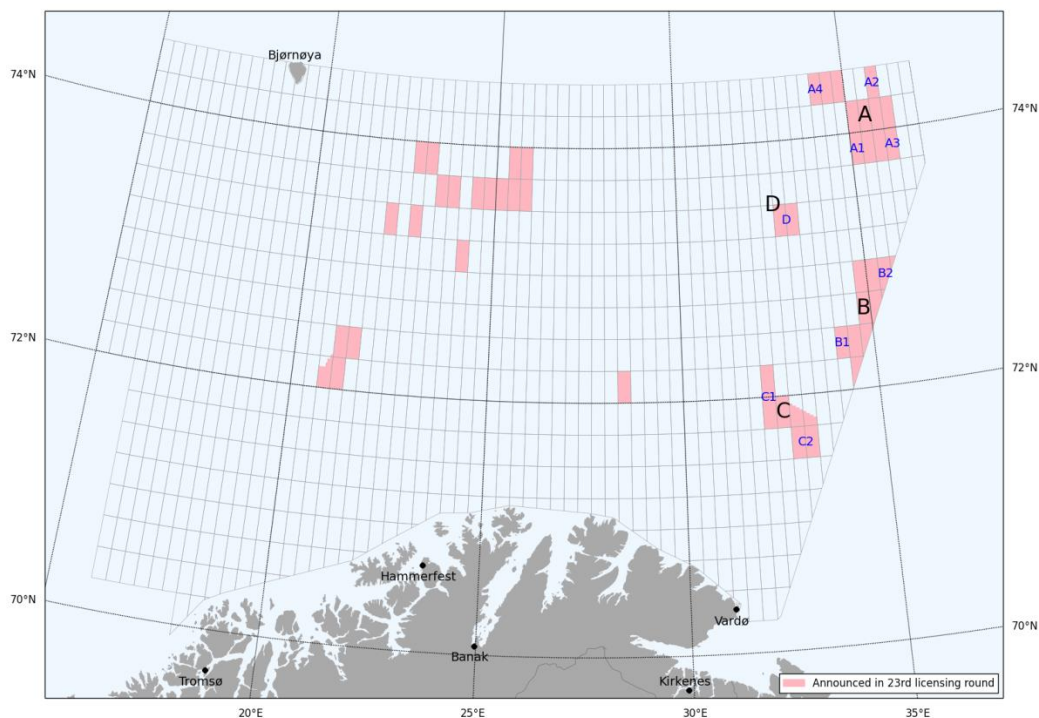 Bjørnøya
74°N
A4
A2
74°N
A
A1
A3
D
D
B2
B
72°N
B1
72°N
C1
C
C2
Hammerfest
70°N
Vardø
70°N
Banak
Tromsø
Kirkenes
Announced in 23rd licensing round
20°E
25°E
30°E
35°E